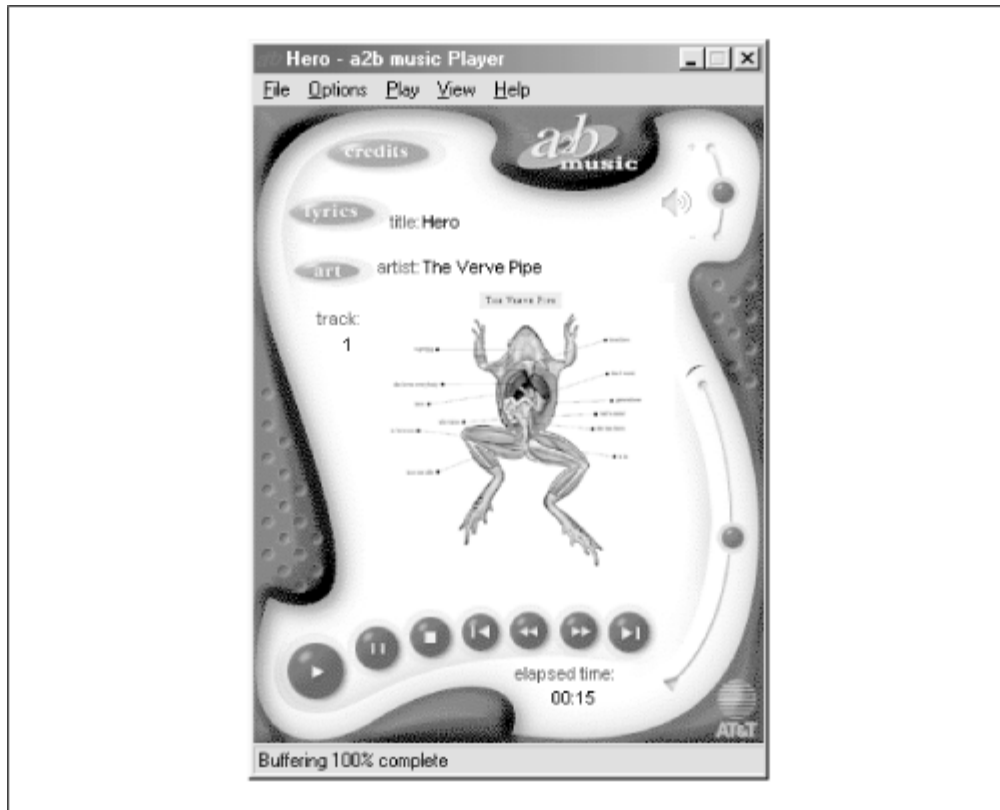 Hero - a2b music Player
File Options Play View Help
credits
a2b
music
lyrics
title: Hero
art
artist: The Verve Pipe
The Verve Pipe
track:
1
elapsed time:
00:15
AT&T
Buffering 100% complete